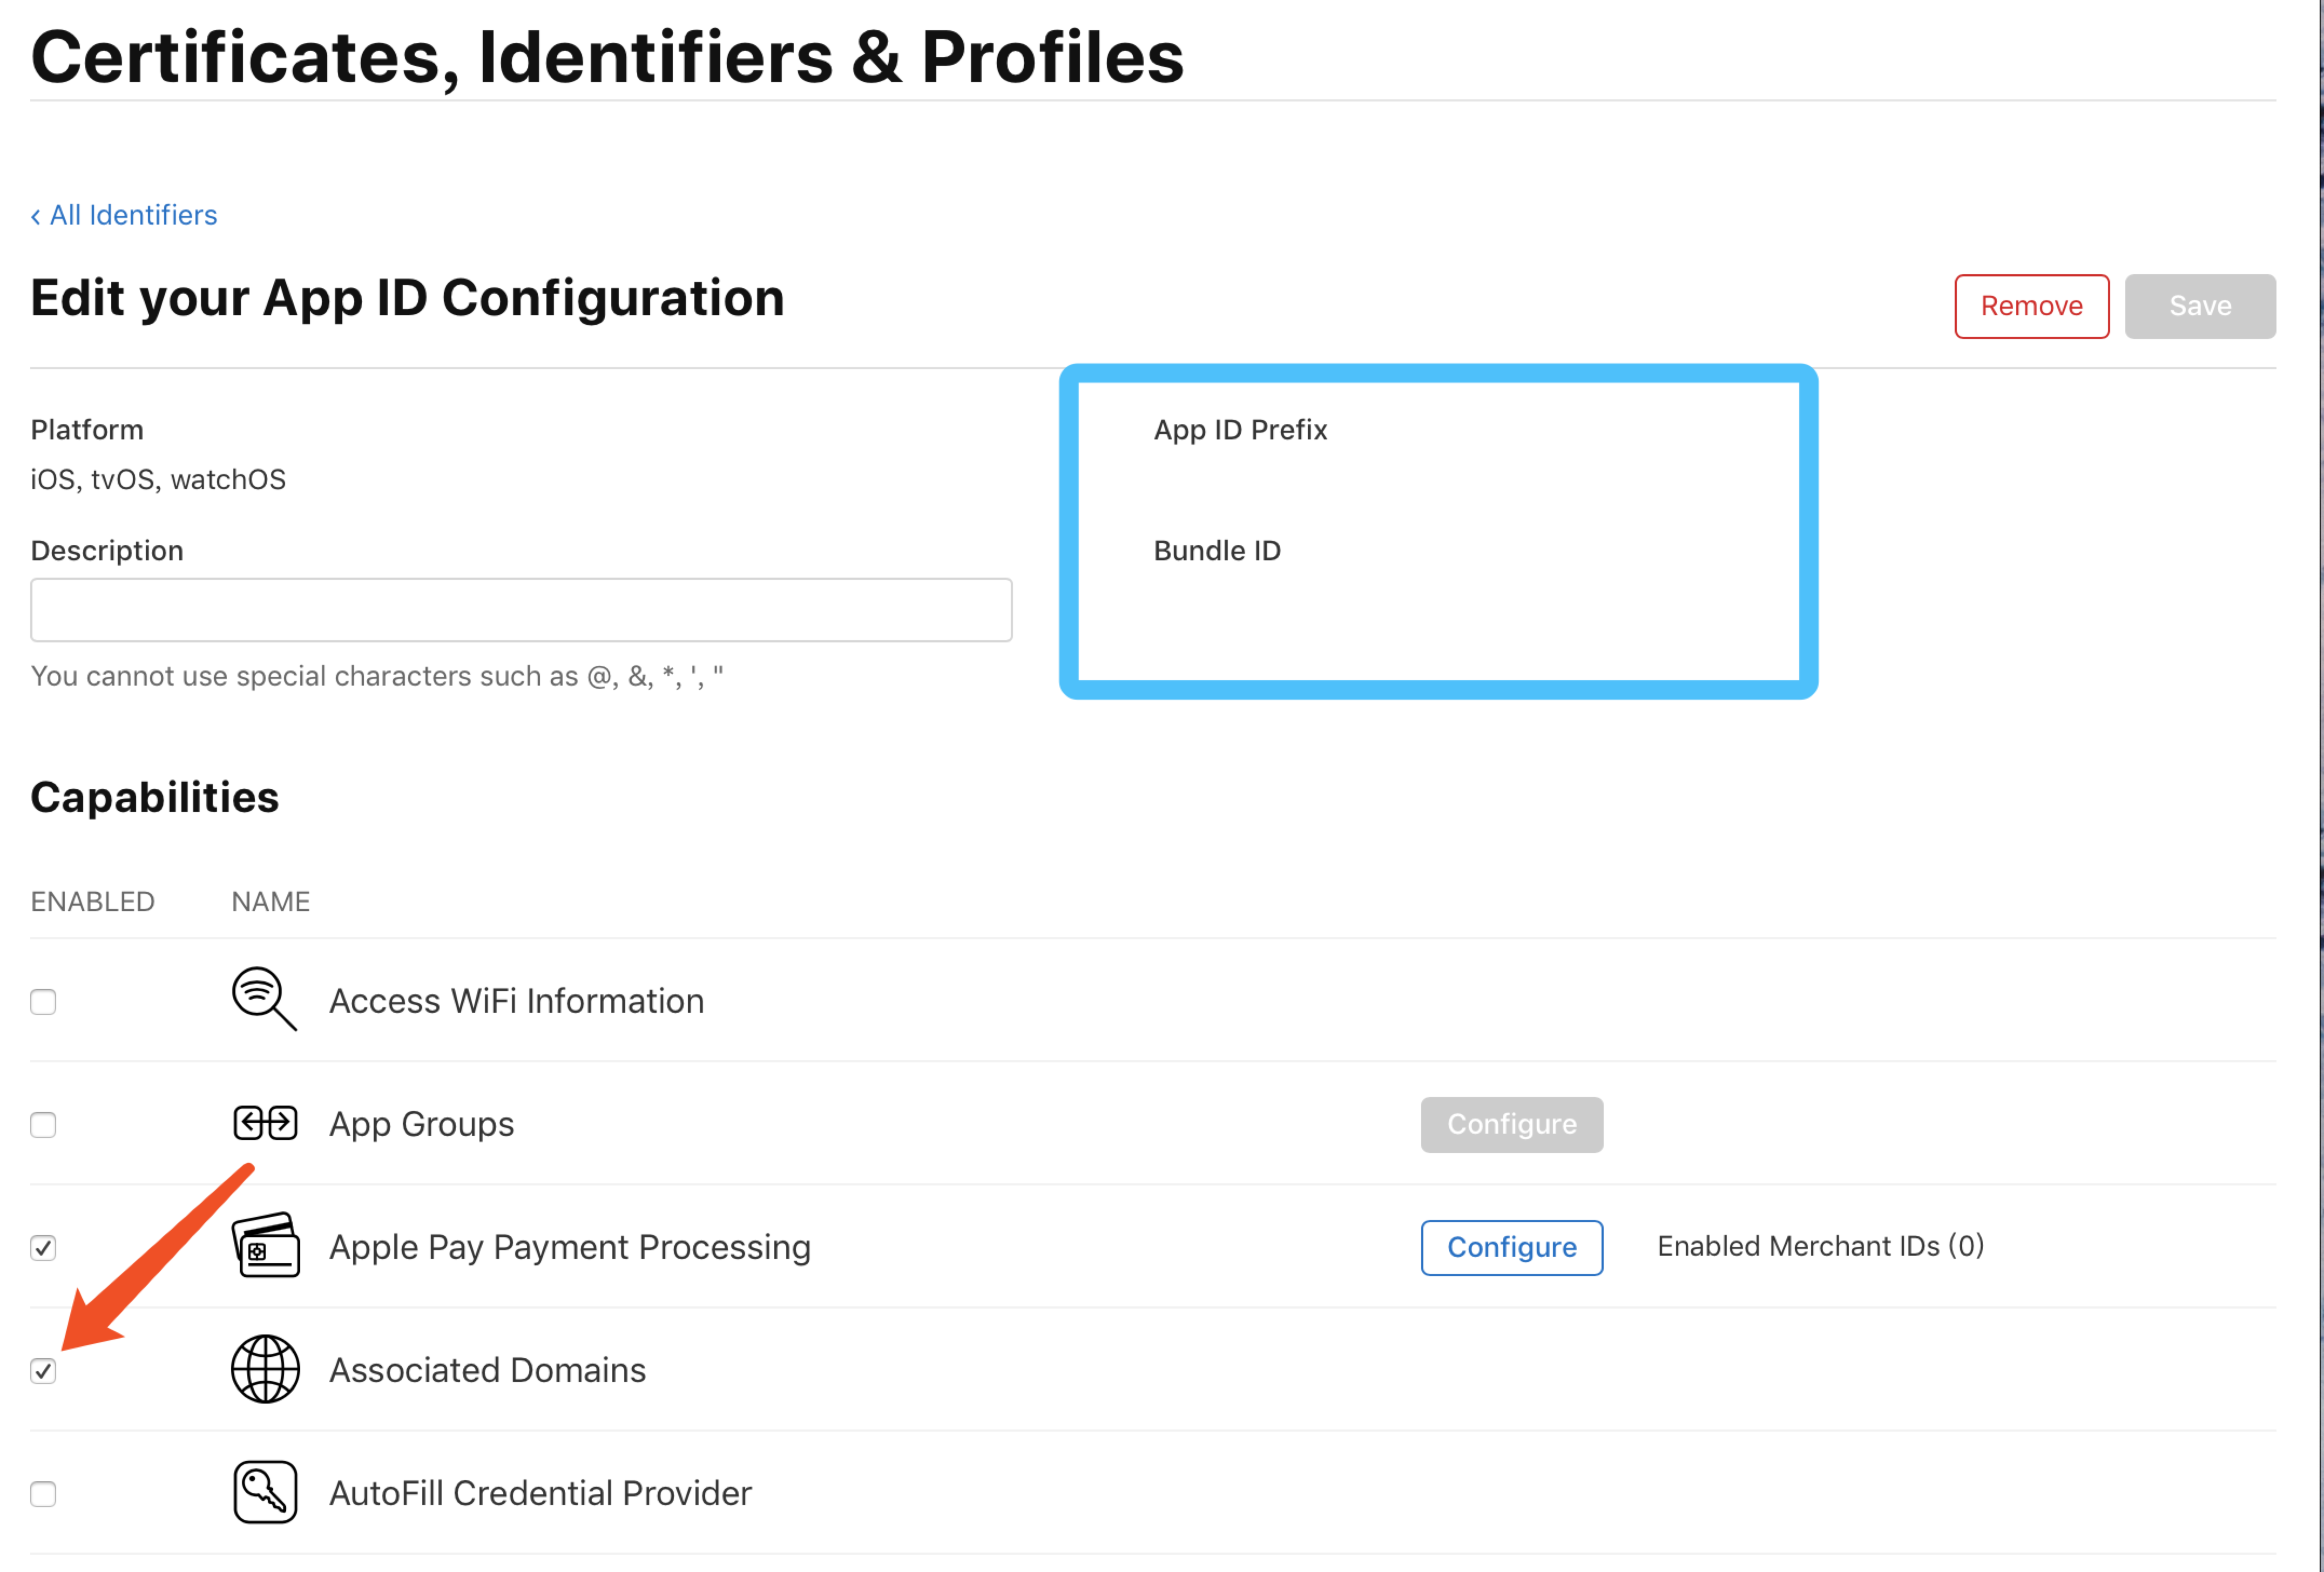 Certificates, Identifiers & Profiles
‹ All Identifiers
Edit your App ID Configuration
Remove
Save
Platform
iOS, tvOS, watchOS
App ID Prefix
Description
Bundle ID
You cannot use special characters such as @, &, *, ', "
Capabilities
ENABLED NAME
Access WiFi Information
App Groups Configure
Apple Pay Payment Processing Configure Enabled Merchant IDs (0)
Associated Domains
AutoFill Credential Provider